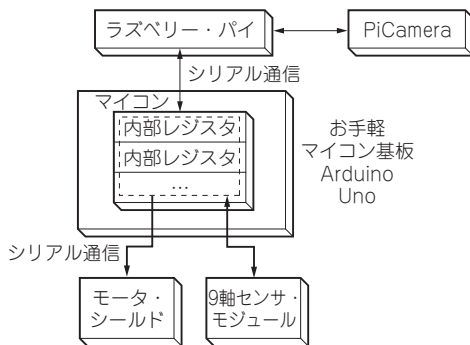 ラズベリー・パイ
PiCamera
シリアル通信
マイコン
内部レジスタ
内部レジスタ
…
お手軽
マイコン基板
Arduino
Uno
シリアル通信
モータ・
シールド
9軸センサ・
モジュール